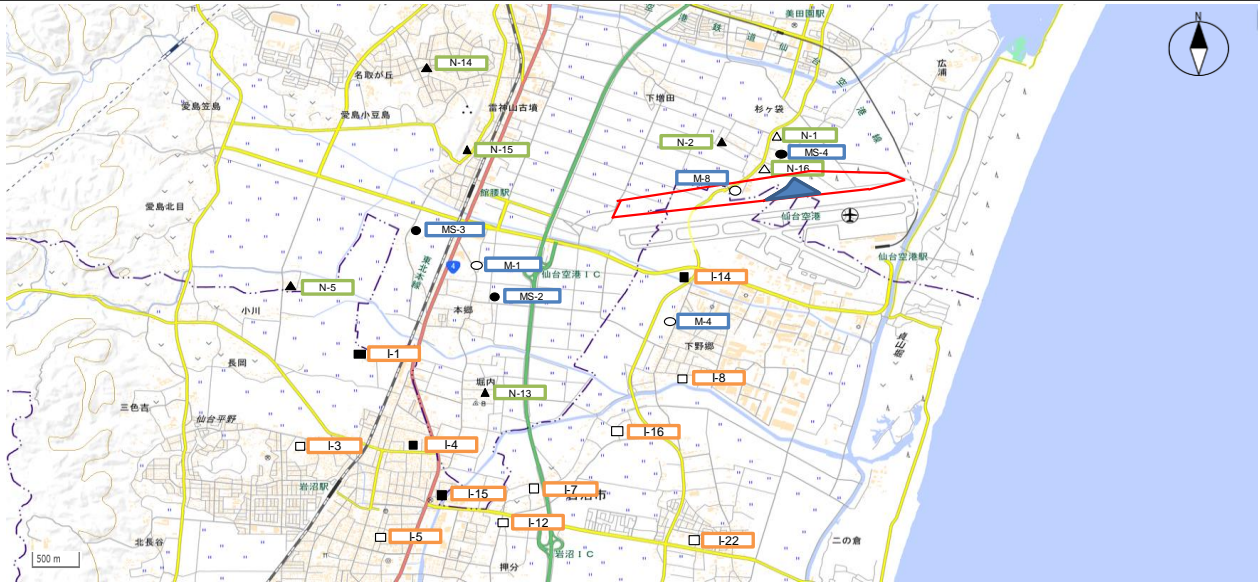 美田園駅
空港鉄道仙台空港線
N
広浦
N-14
名取が丘
愛島笠島
愛島小豆島
雷神山古墳
下増田
杉ヶ袋
N-1
N-2
MS-4
N-15
N-16
M-8
館腰駅
愛島北目
仙台空港
MS-3
東北本線
4
M-1
仙台空港IC
仙台空港駅
I-14
N-5
MS-2
小川
本郷
M-4
貞山堀
下野郷
I-1
長岡
堀内
I-8
N-13
8
三色吉
仙台平野
I-16
I-3
I-4
岩沼駅
I-15
I-7
I-12
I-5
I-22
北長谷
二の倉
岩沼IC
押分
500 m